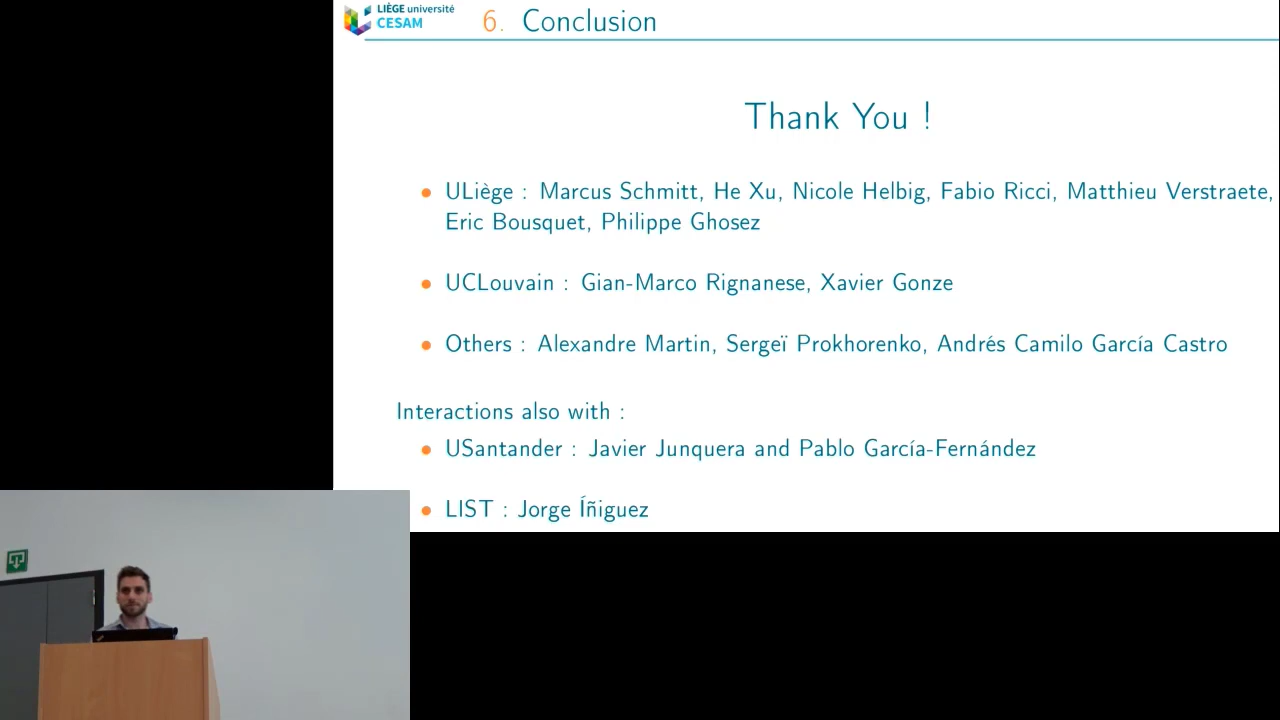 LIÈGE université
CESAM
6. Conclusion
Thank You !
ULiège : Marcus Schmitt, He Xu, Nicole Helbig, Fabio Ricci, Matthieu Verstraete,
Eric Bousquet, Philippe Ghosez
UCLouvain : Gian-Marco Rignanese, Xavier Gonze
Others : Alexandre Martin, Sergeï Prokhorenko, Andrés Camilo García Castro
Interactions also with :
USantander : Javier Junquera and Pablo García-Fernández
LIST : Jorge Íñiguez